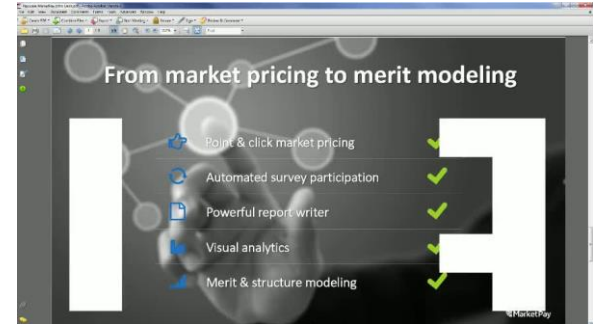 From market pricing to merit modeling
Point & click market pricing
Automated survey participation
Powerful report writer
Visual analytics
Merit & structure modeling
MarketPay